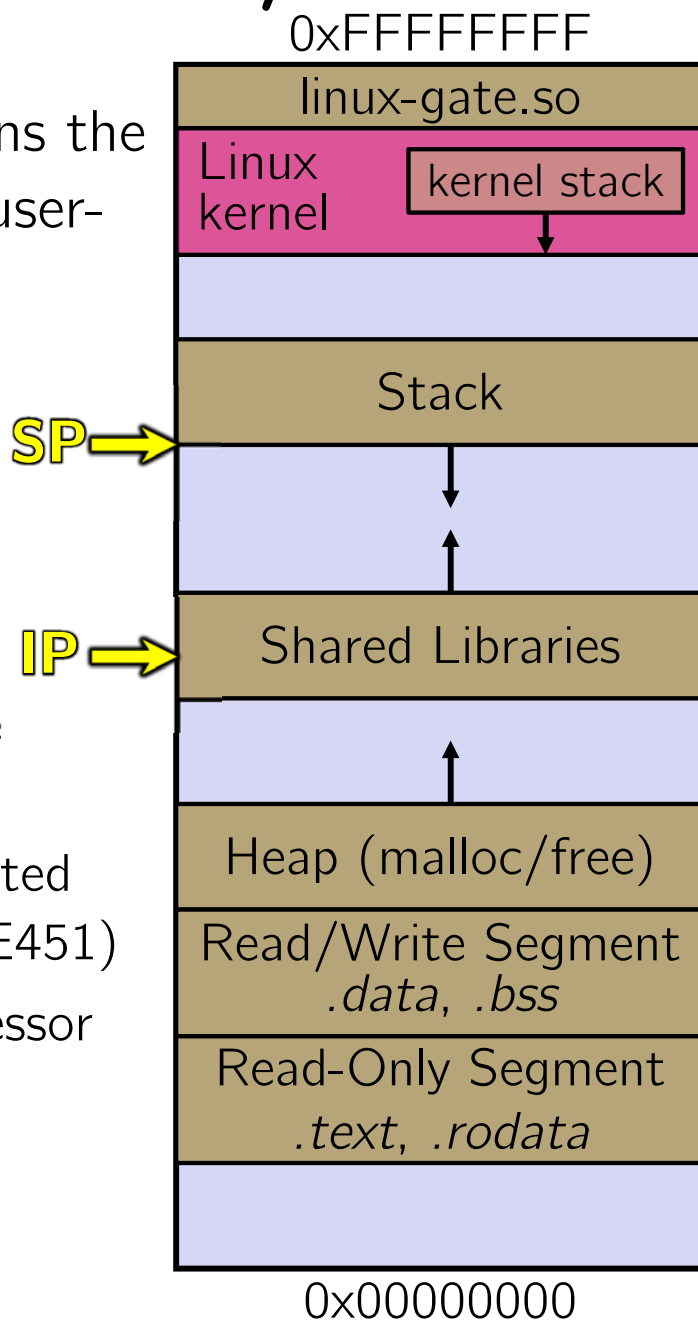 0xFFFFFFFF
linux-gate.so
ns the
Linux
kernel
kernel stack
user-
Stack
SP
IP
Shared Libraries
Heap (malloc/free)
ted
E451)
Read/Write Segment
.data, .bss
essor
Read-Only Segment
.text, .rodata
0x00000000